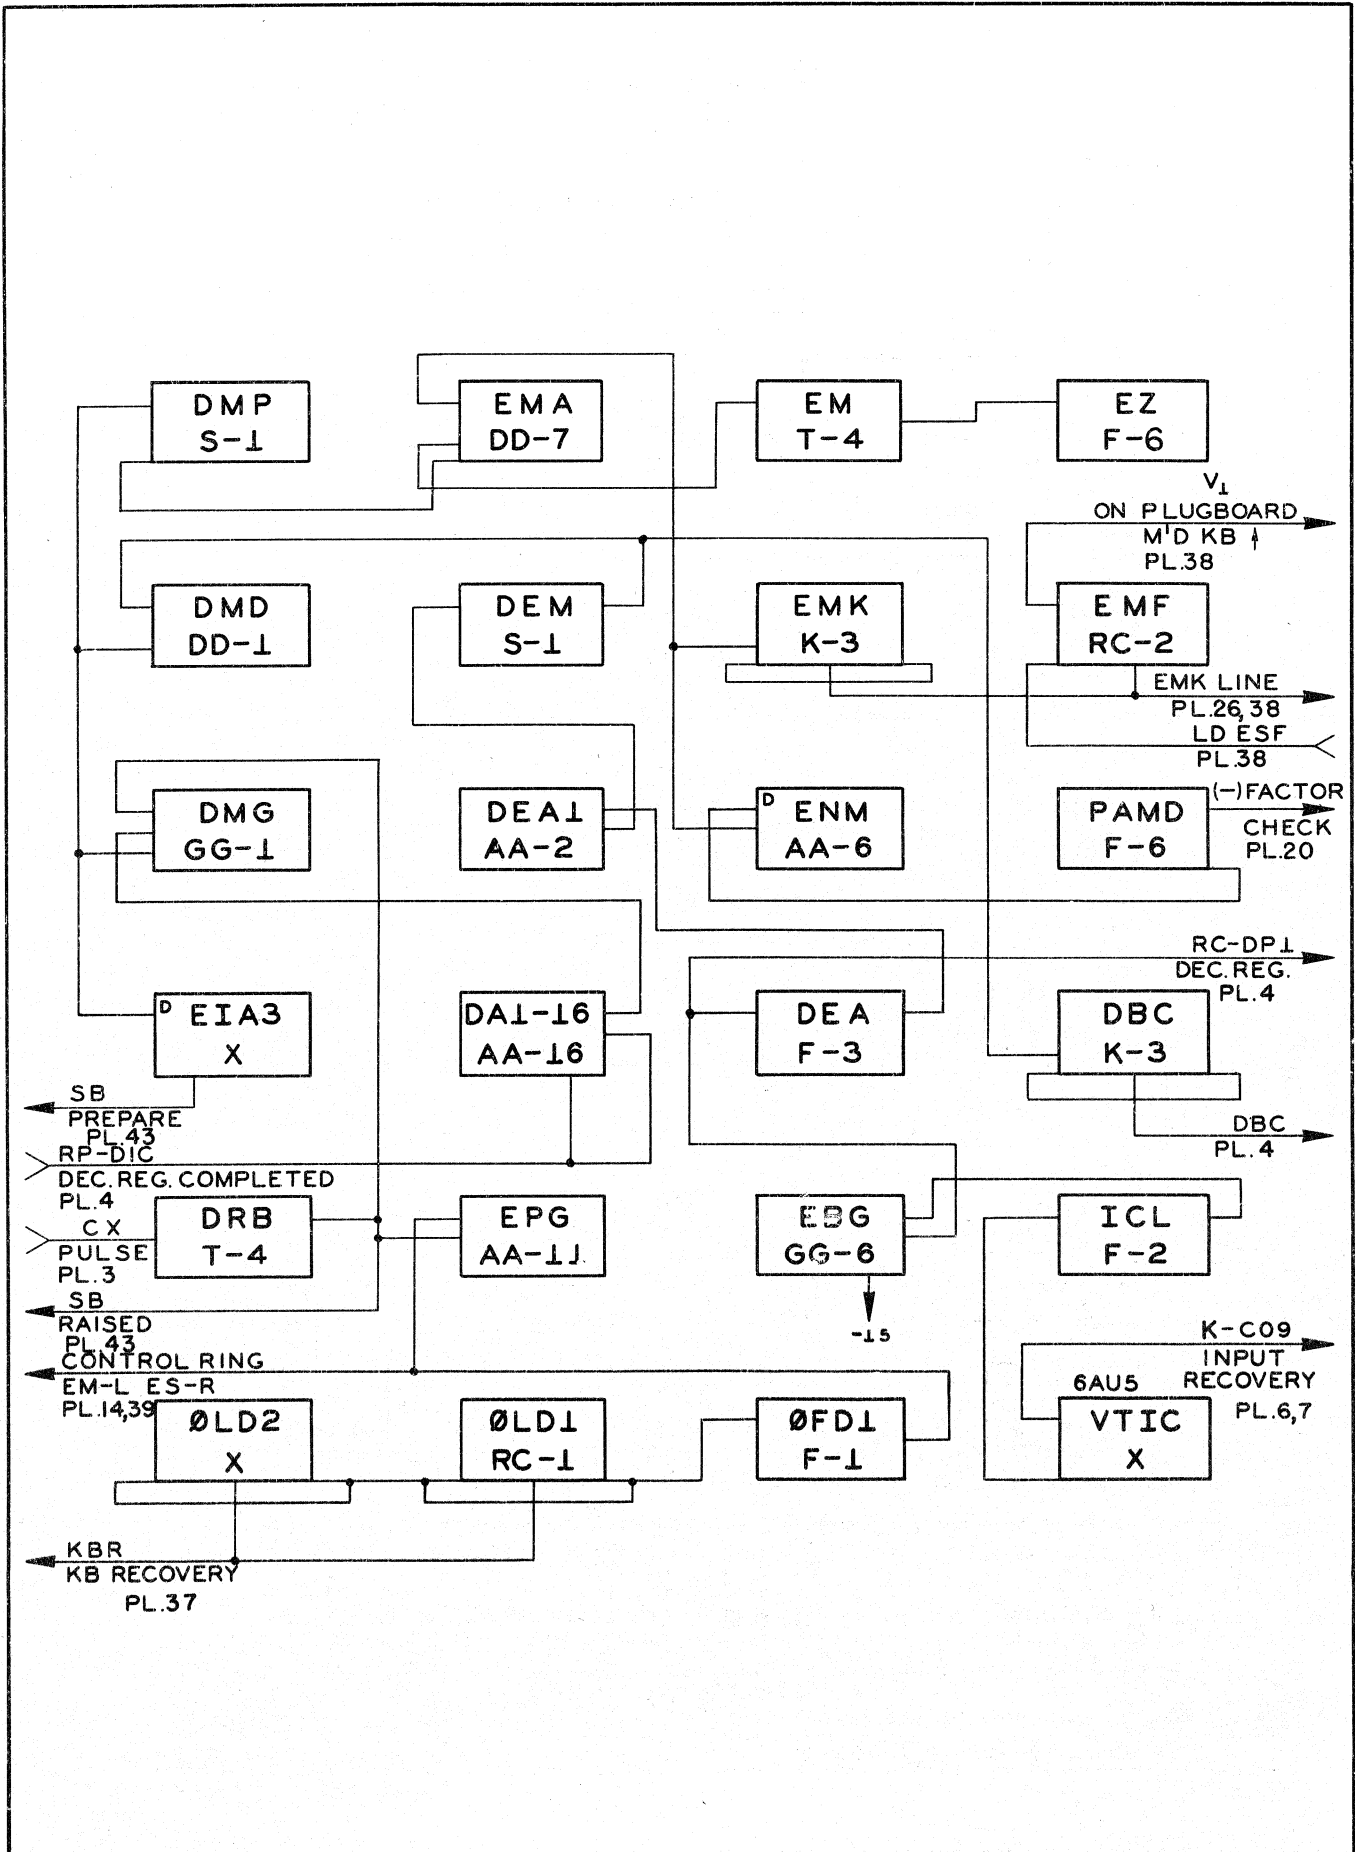 DMP
S-1
EMA
DD-7
EM
T-4
EZ
F-6
V1
ON PLUGBOARD
M'D KB ↑
PL.38
DMD
DD-1
DEM
S-1
EMK
K-3
EMF
RC-2
EMK LINE
PL.26,38
LD ESF
PL.38
DMG
GG-1
DEA1
AA-2
D
ENM
AA-6
PAMD
F-6
(-)FACTOR
CHECK
PL.20
RC-DP1
DEC.REG.
PL.4
D
EIA3
X
DA1-16
AA-16
DEA
F-3
DBC
K-3
SB
PREPARE
PL.43
DBC
PL.4
RP-DIC
DEC.REG.COMPLETED
PL.4
CX
PULSE
PL.3
DRB
T-4
EPG
AA-11
EBG
GG-6
-15
ICL
F-2
SB
RAISED
PL.43
CONTROL RING
EM-L ES-R
PL.14,39
K-C09
INPUT
RECOVERY
PL.6,7
6AU5
VTIC
X
ØLD2
X
ØLD1
RC-1
ØFD1
F-1
KBR
KB RECOVERY
PL.37